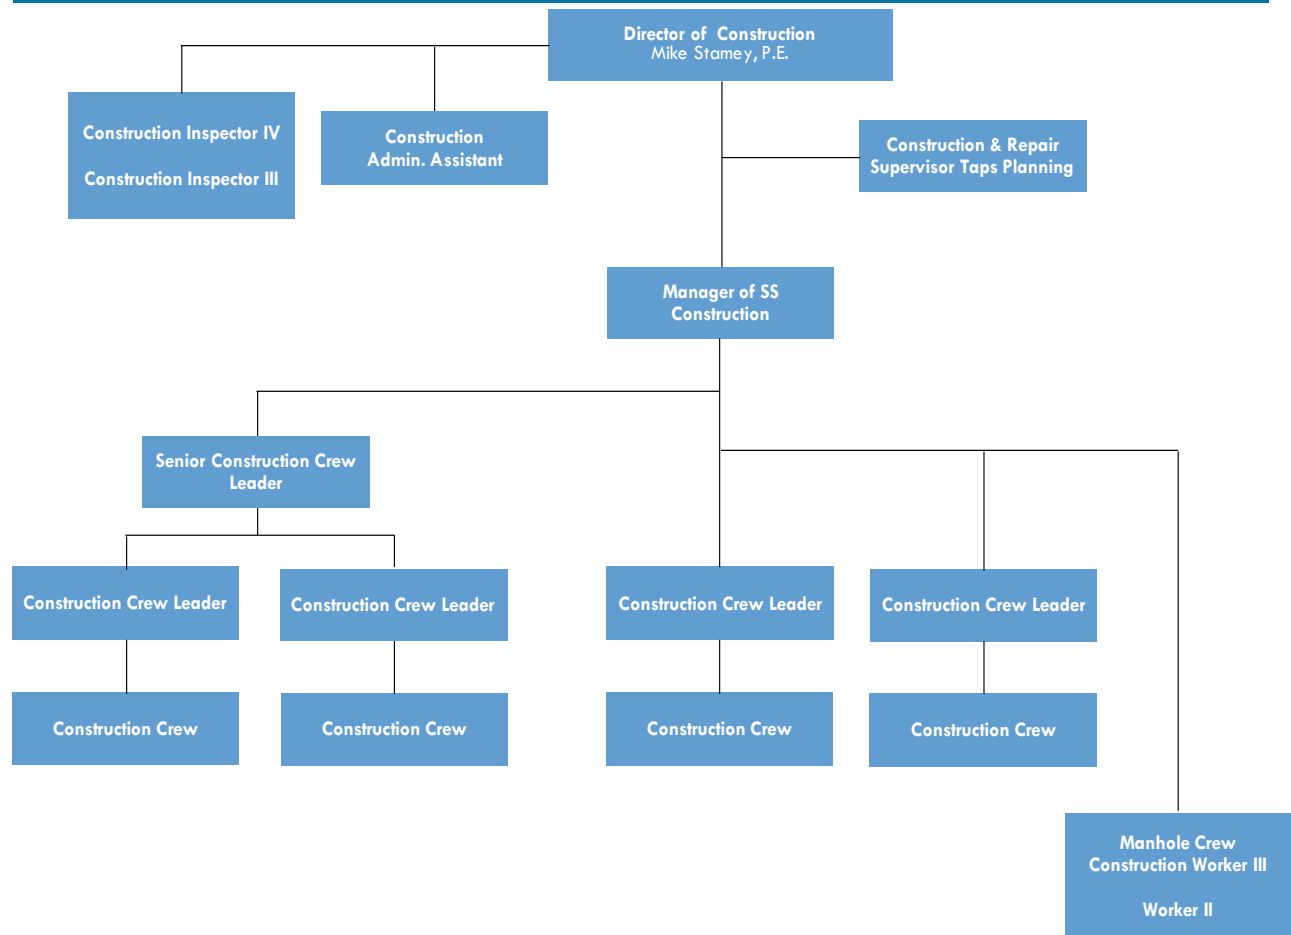 Director of Construction
Mike Stamey, P.E.
Construction Inspector IV
Construction Inspector III
Construction
Admin. Assistant
Construction & Repair
Supervisor Taps Planning
Manager of SS
Construction
Senior Construction Crew
Leader
Construction Crew Leader
Construction Crew Leader
Construction Crew Leader
Construction Crew Leader
Construction Crew
Construction Crew
Construction Crew
Construction Crew
Manhole Crew
Construction Worker III
Worker II